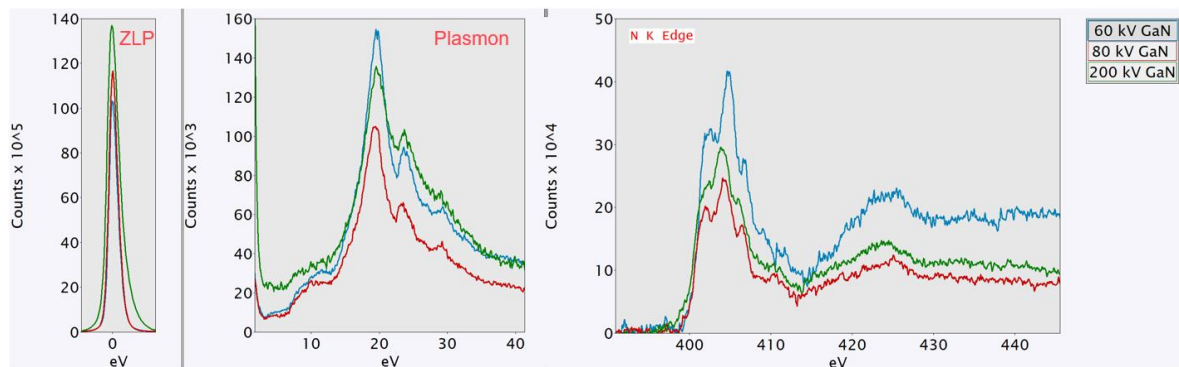 ZLP
140
120
100
80
60
40
20
0
Counts x 10^5
0
eV
Plasmon
160
140
120
100
80
60
40
20
0
Counts x 10^3
10 20 30 40
eV
N K Edge
50
40
30
20
10
0
Counts x 10^4
400 410 420 430 440
eV
60 kV GaN
80 kV GaN
200 kV GaN